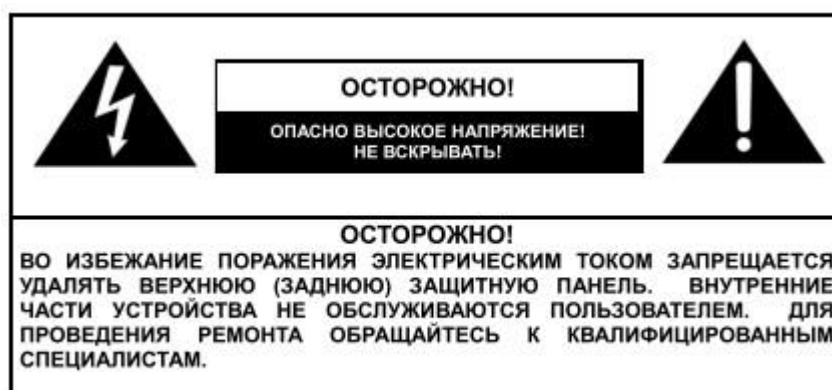 ОСТОРОЖНО!
ОПАСНО ВЫСОКОЕ НАПРЯЖЕНИЕ!
НЕ ВСКРЫВАТЬ!
ОСТОРОЖНО!
ВО ИЗБЕЖАНИЕ ПОРАЖЕНИЯ ЭЛЕКТРИЧЕСКИМ ТОКОМ ЗАПРЕЩАЕТСЯ
УДАЛЯТЬ ВЕРХНЮЮ (ЗАДНЮЮ) ЗАЩИТНУЮ ПАНЕЛЬ. ВНУТРЕННИЕ
ЧАСТИ УСТРОЙСТВА НЕ ОБСЛУЖИВАЮТСЯ ПОЛЬЗОВАТЕЛЕМ. ДЛЯ
ПРОВЕДЕНИЯ РЕМОНТА ОБРАЩАЙТЕСЬ К КВАЛИФИЦИРОВАННЫМ
СПЕЦИАЛИСТАМ.